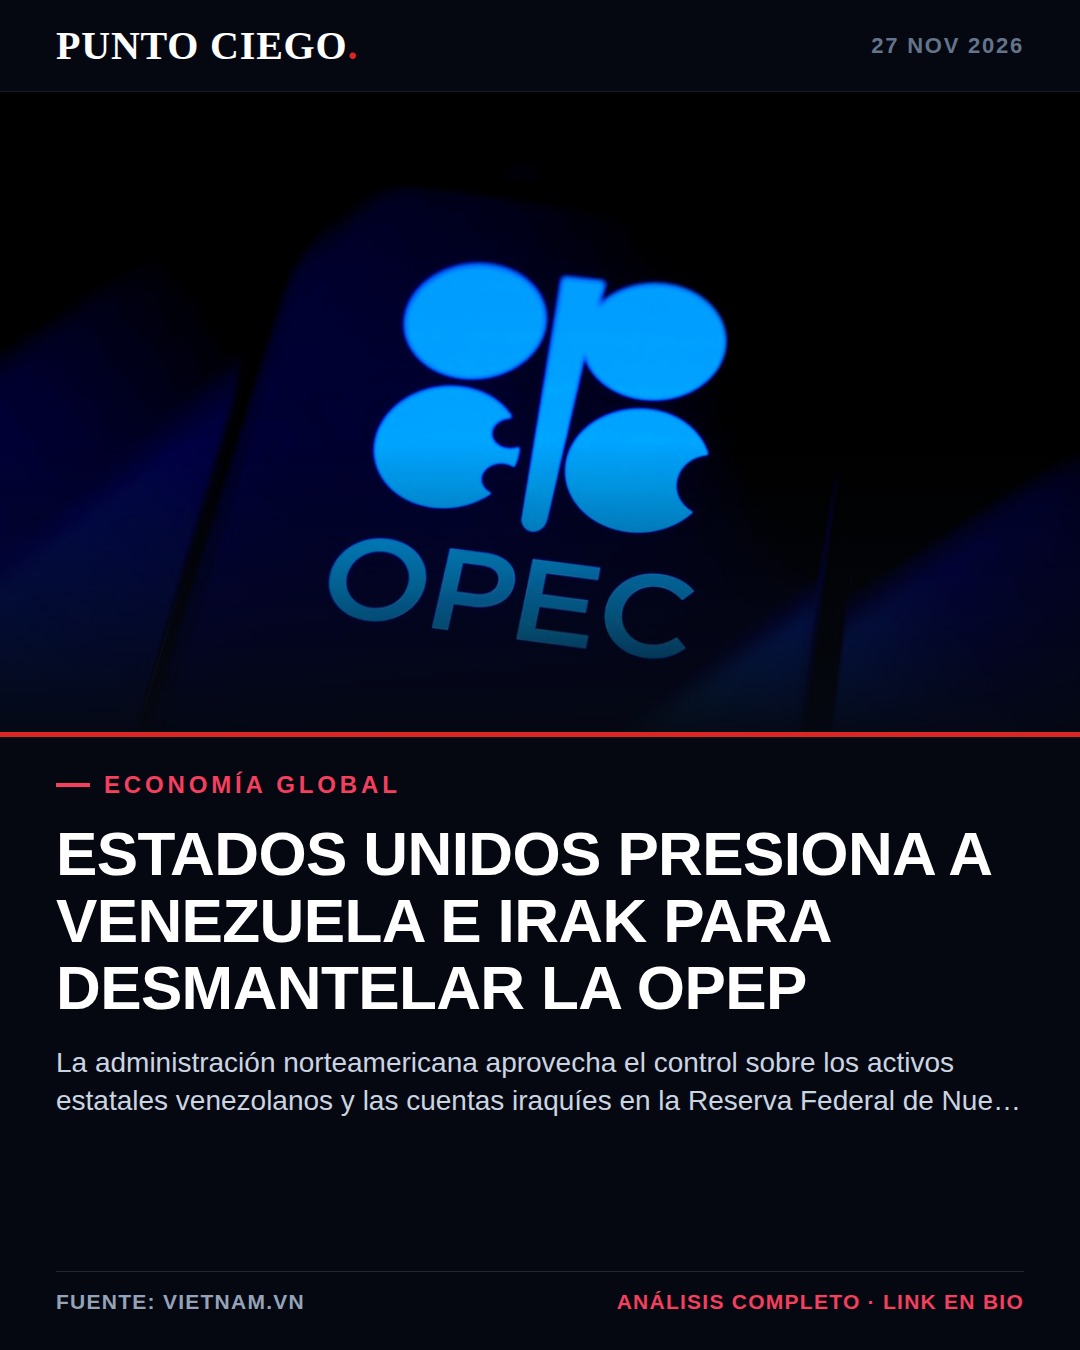 PUNTO CIEGO.
27 NOV 2026
OPEC
ECONOMÍA GLOBAL
ESTADOS UNIDOS PRESIONA A
VENEZUELA E IRAK PARA
DESMANTELAR LA OPEP
La administración norteamericana aprovecha el control sobre los activos
estatales venezolanos y las cuentas iraquíes en la Reserva Federal de Nue…
FUENTE: VIETNAM.VN
ANÁLISIS COMPLETO · LINK EN BIO